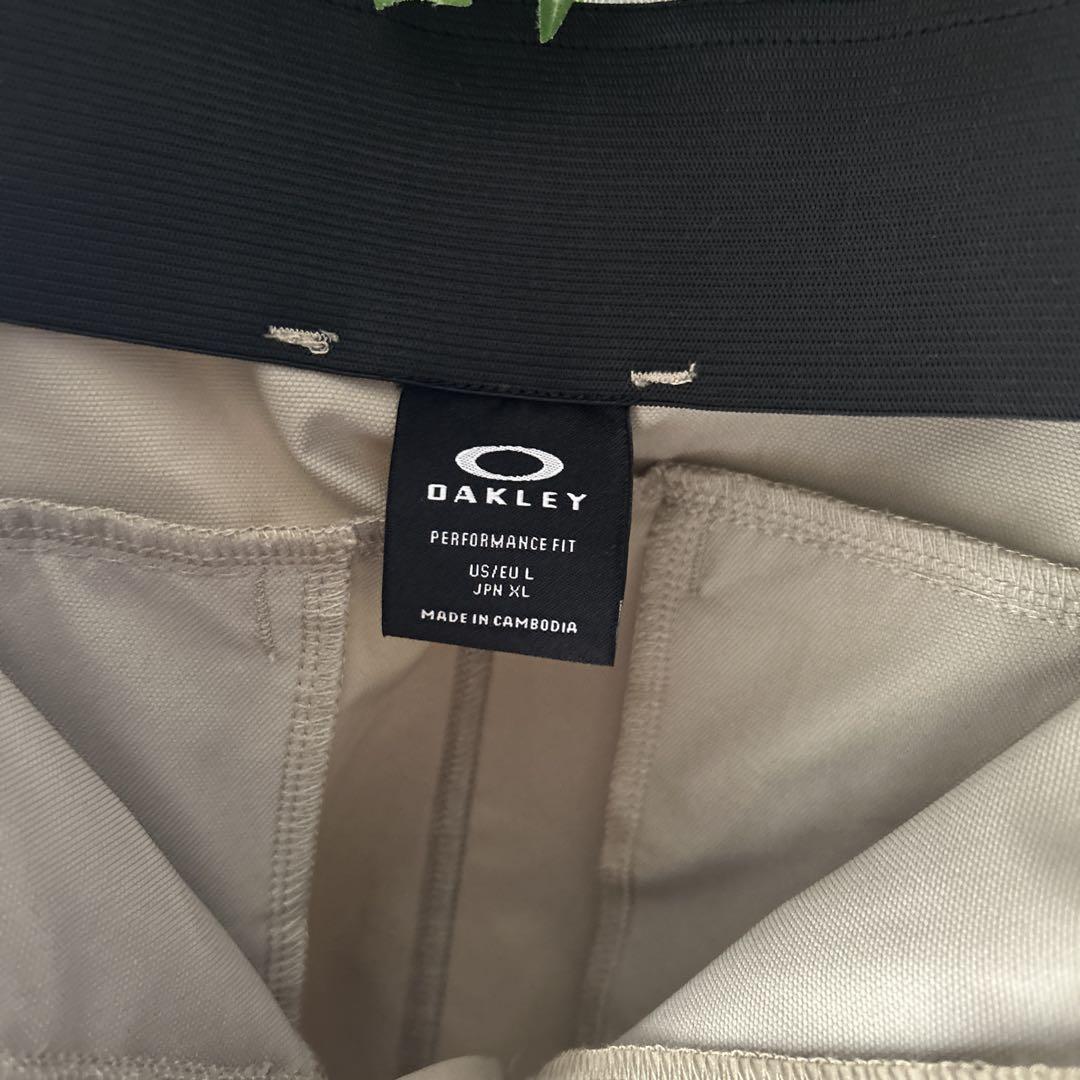 OAKLEY
PERFORMANCE FIT
US/EU L
JPN XL
MADE IN CAMBODIA